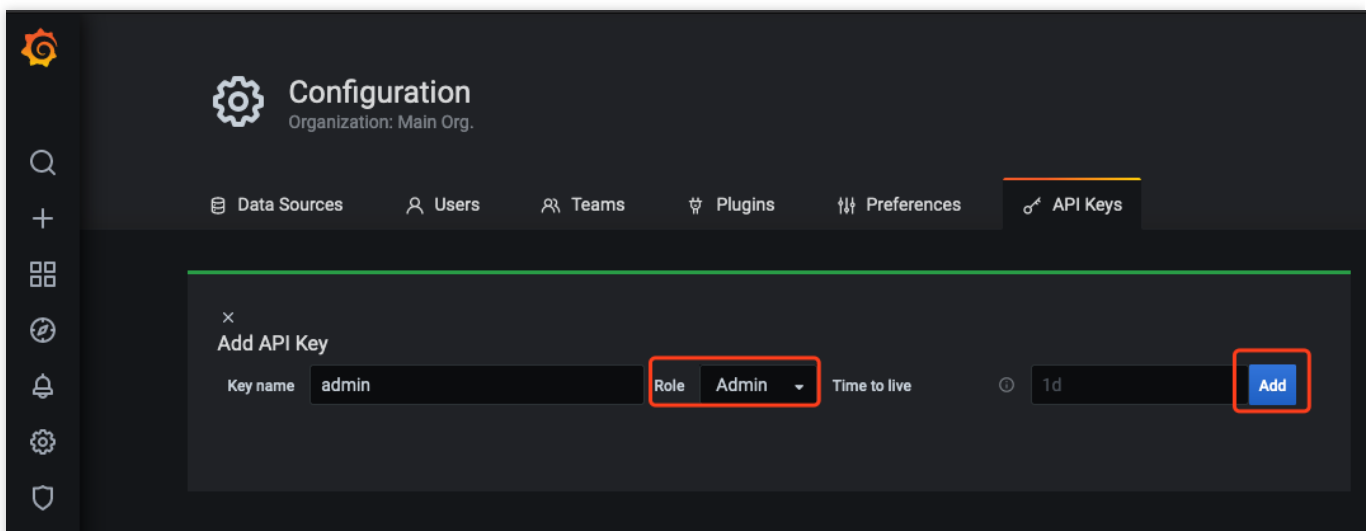 Configuration
Organization: Main Org.
Data Sources Users Teams Plugins Preferences API Keys
Add API Key
Key name admin Role Admin Time to live 1d Add